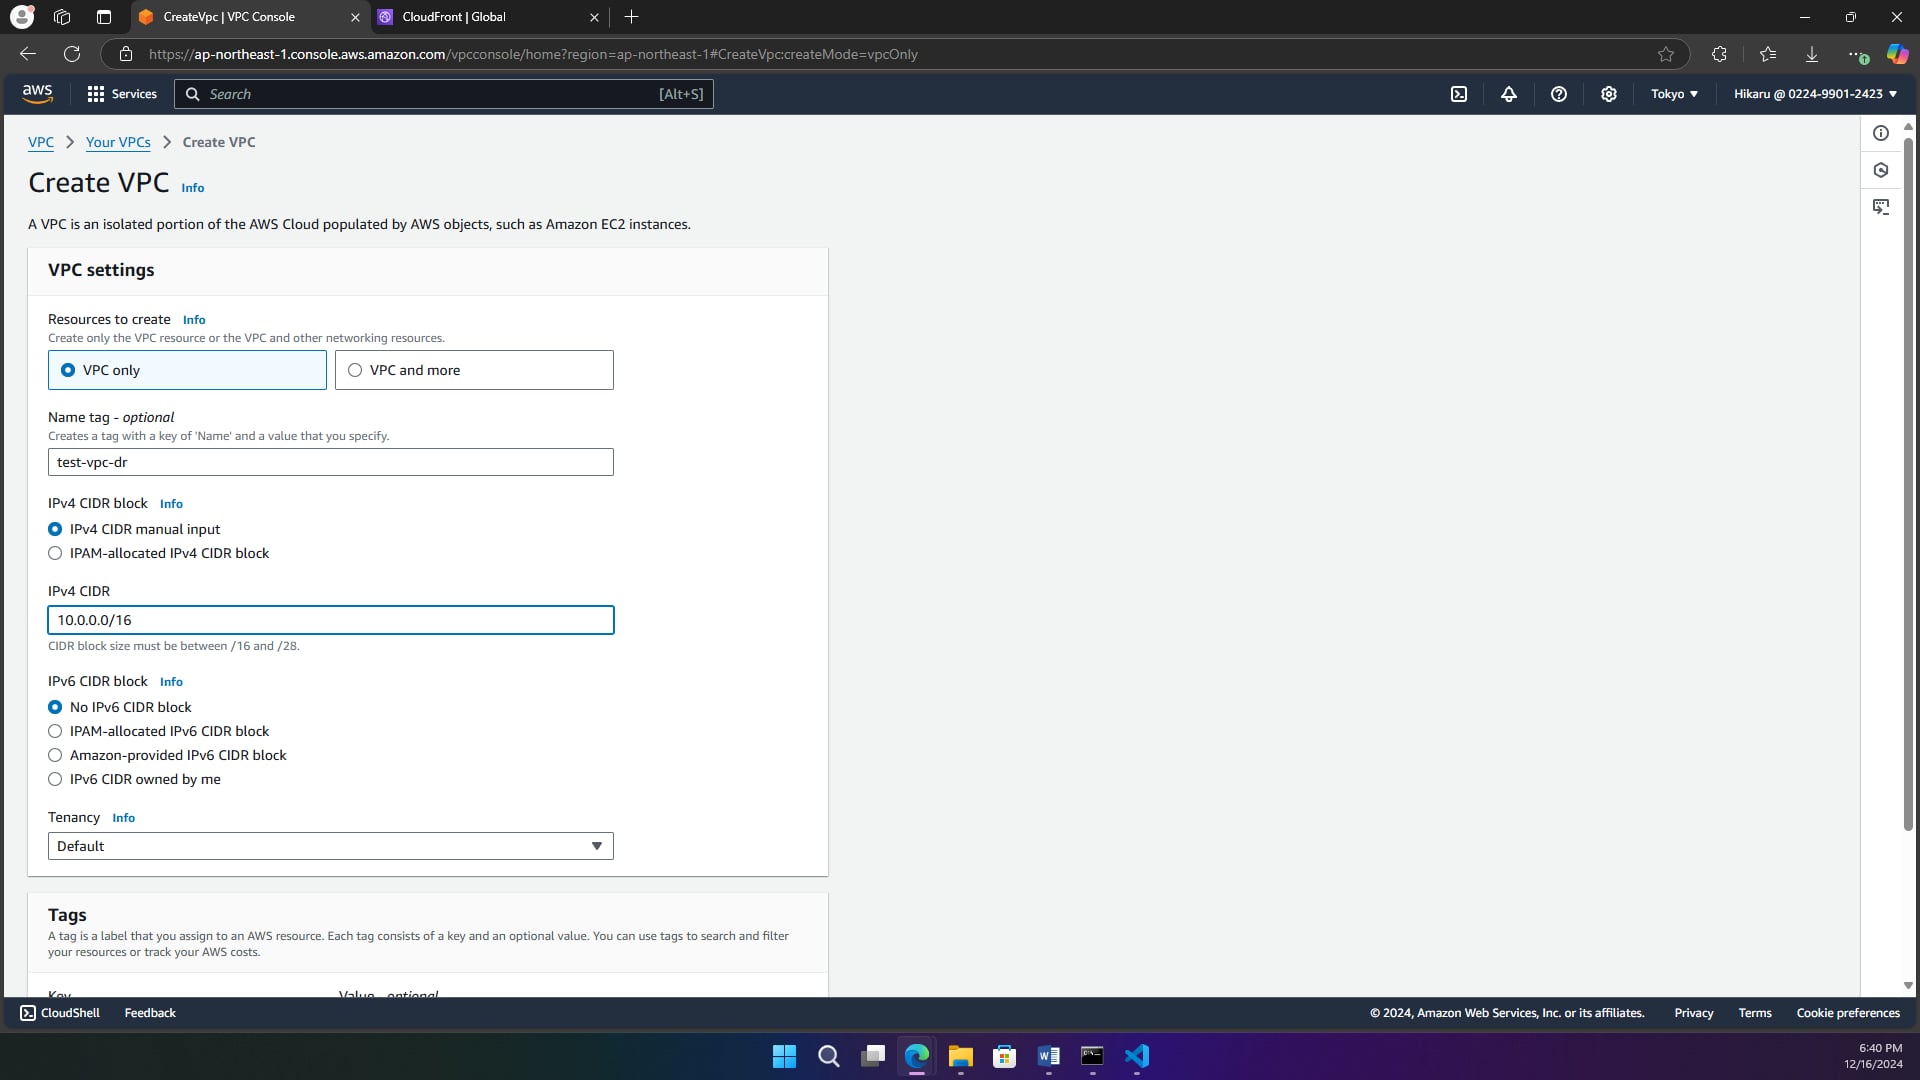 CreateVpc | VPC Console
CloudFront | Global
https://ap-northeast-1.console.aws.amazon.com/vpcconsole/home?region=ap-northeast-1#CreateVpc:createMode=vpcOnly
aws
Services
Search
[Alt+S]
Tokyo
Hikaru @ 0224-9901-2423
VPC
Your VPCs
Create VPC
Create VPC Info
A VPC is an isolated portion of the AWS Cloud populated by AWS objects, such as Amazon EC2 instances.
VPC settings
Resources to create Info
Create only the VPC resource or the VPC and other networking resources.
VPC only
VPC and more
Name tag - optional
Creates a tag with a key of 'Name' and a value that you specify.
test-vpc-dr
IPv4 CIDR block Info
IPv4 CIDR manual input
IPAM-allocated IPv4 CIDR block
IPv4 CIDR
10.0.0.0/16
CIDR block size must be between /16 and /28.
IPv6 CIDR block Info
No IPv6 CIDR block
IPAM-allocated IPv6 CIDR block
Amazon-provided IPv6 CIDR block
IPv6 CIDR owned by me
Tenancy Info
Default
Tags
A tag is a label that you assign to an AWS resource. Each tag consists of a key and an optional value. You can use tags to search and filter
your resources or track your AWS costs.
Key
Value - optional
CloudShell
Feedback
© 2024, Amazon Web Services, Inc. or its affiliates.
Privacy
Terms
Cookie preferences
6:40 PM
12/16/2024